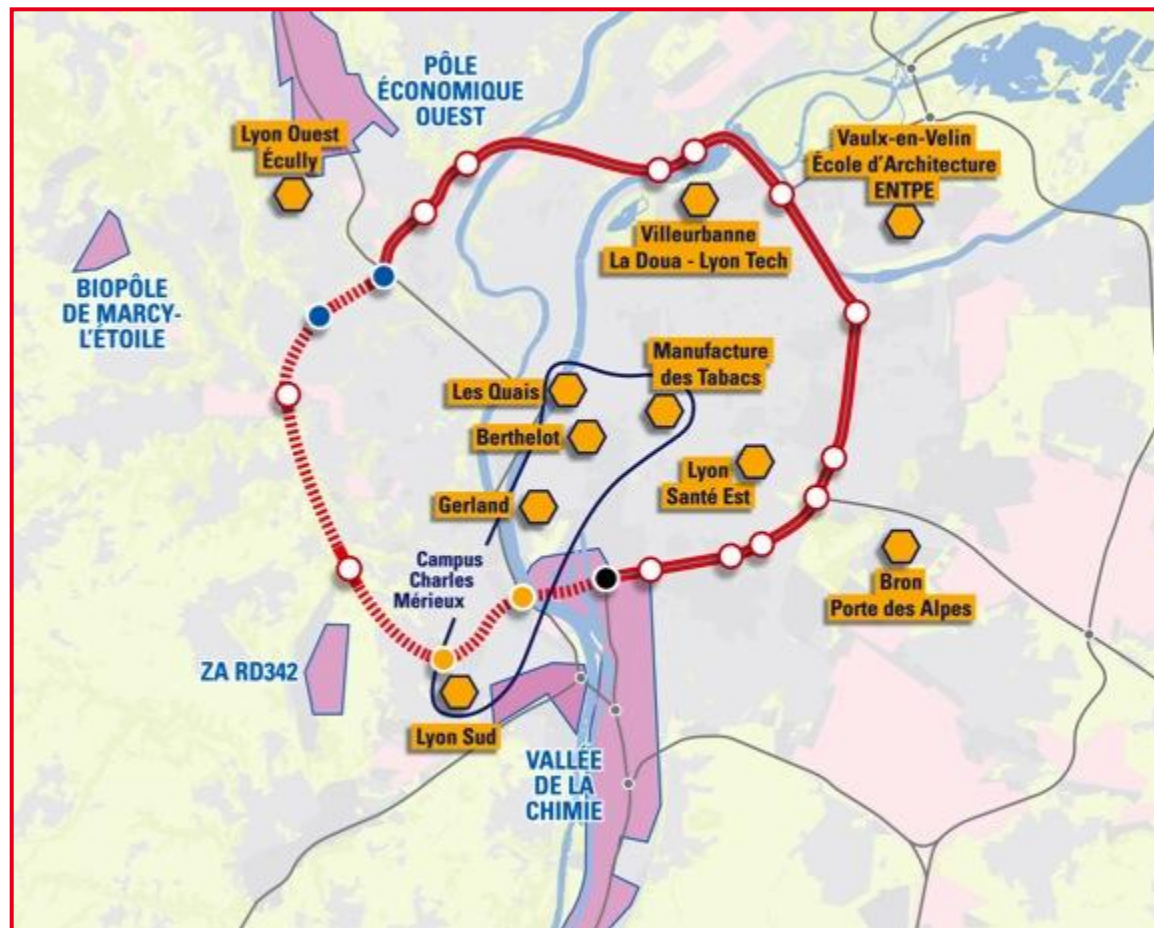 PÔLE
ÉCONOMIQUE
OUEST
Lyon Ouest
Écully
Vaulx-en-Velin
École d'Architecture
ENTPE
Villeurbanne
La Doua - Lyon Tech
BIOPÔLE
DE MARCY-
L'ÉTOILE
Manufacture
des Tabacs
Les Quais
Berthelot
Lyon
Santé Est
Gerland
Campus
Charles
Mérieux
Bron
Porte des Alpes
ZA RD342
Lyon Sud
VALLÉE
DE LA
CHIMIE